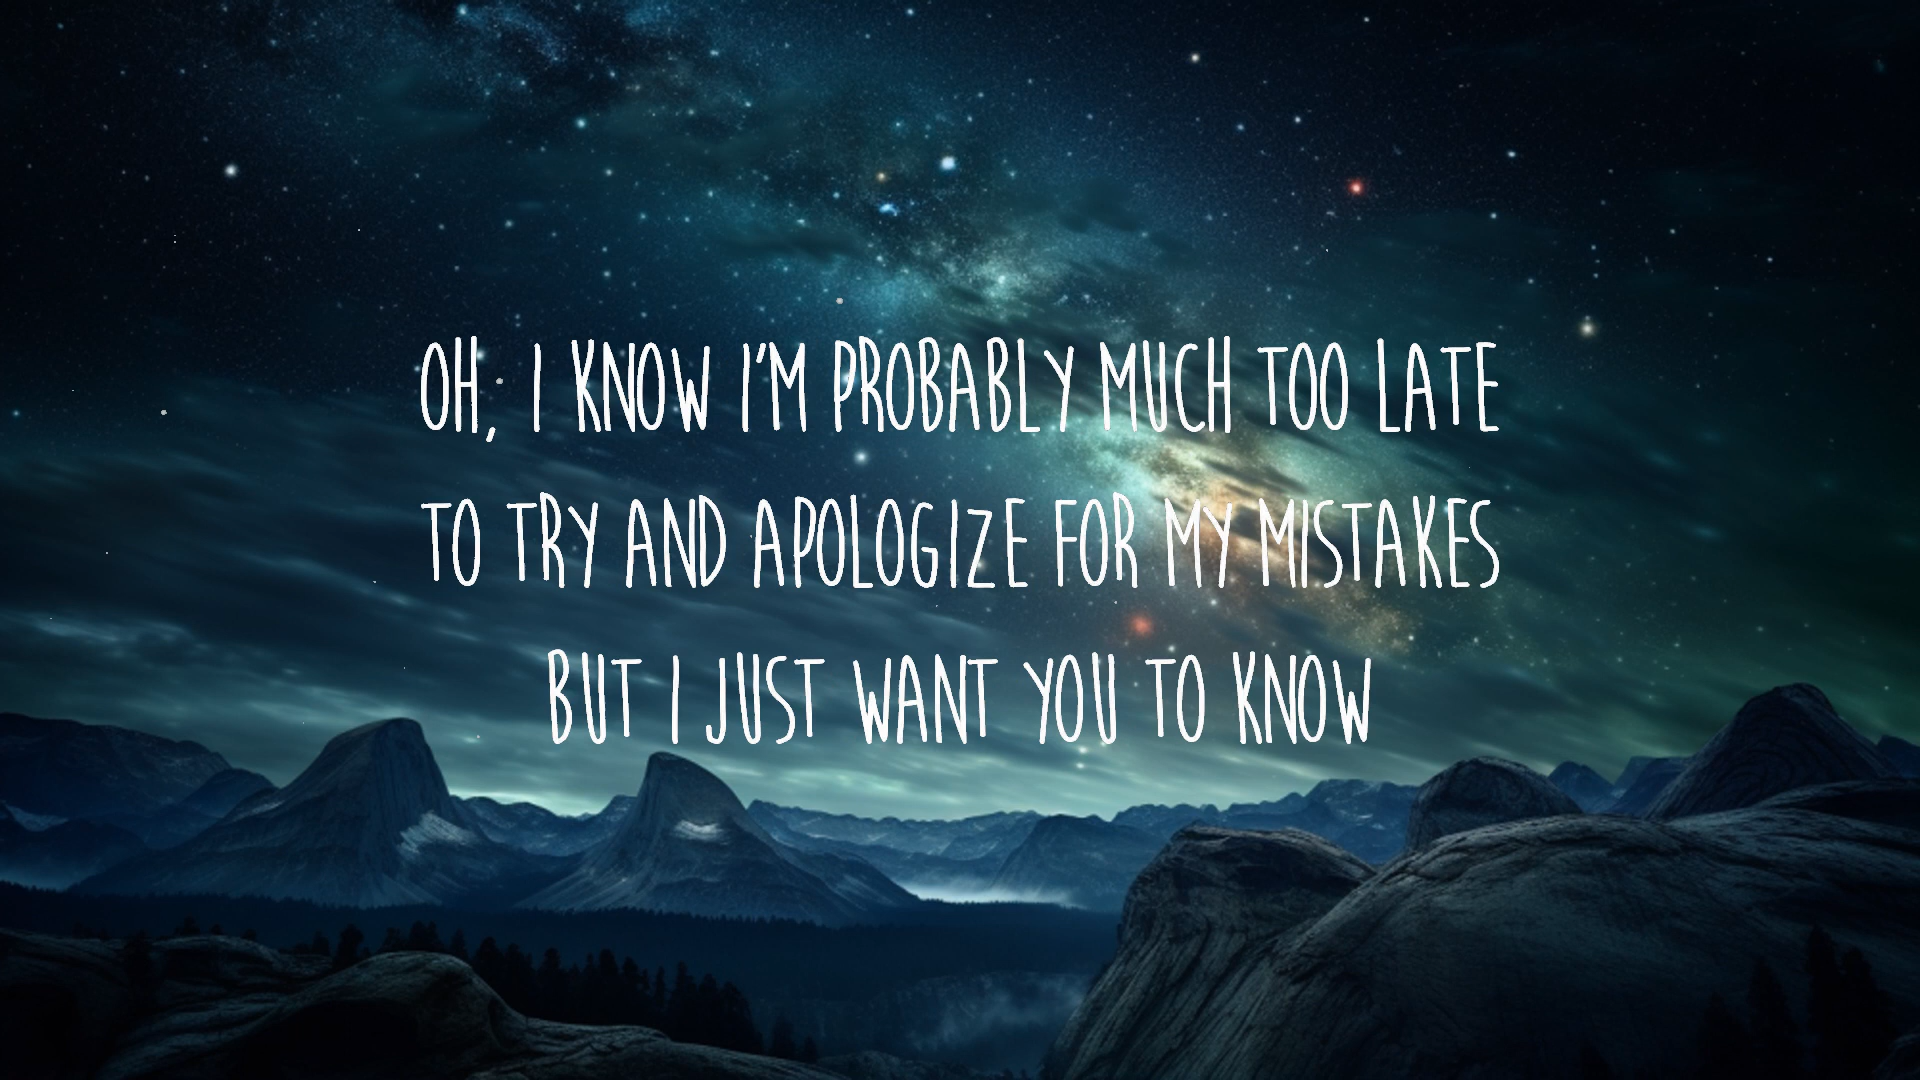 OH, I KNOW I'M PROBABLY MUCH TOO LATE
TO TRY AND APOLOGIZE FOR MY MISTAKES
BUT I JUST WANT YOU TO KNOW